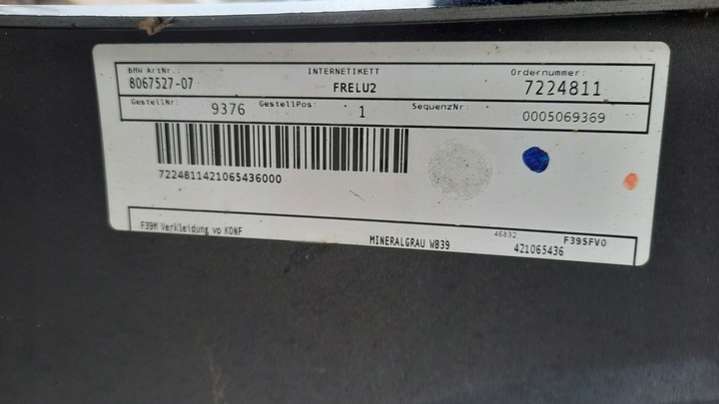 BMW ArtNr.: INTERNETIKETT Ordernummer:
8067527-07 FRELU2 7224811
GestellNr: 9376 GestellPos: 1 SequenzNr: 0005069369
7224811421065436000
F39M Verkleidung vo KONF MINERALGRAU WB39 46832 F39SFVO
421065436